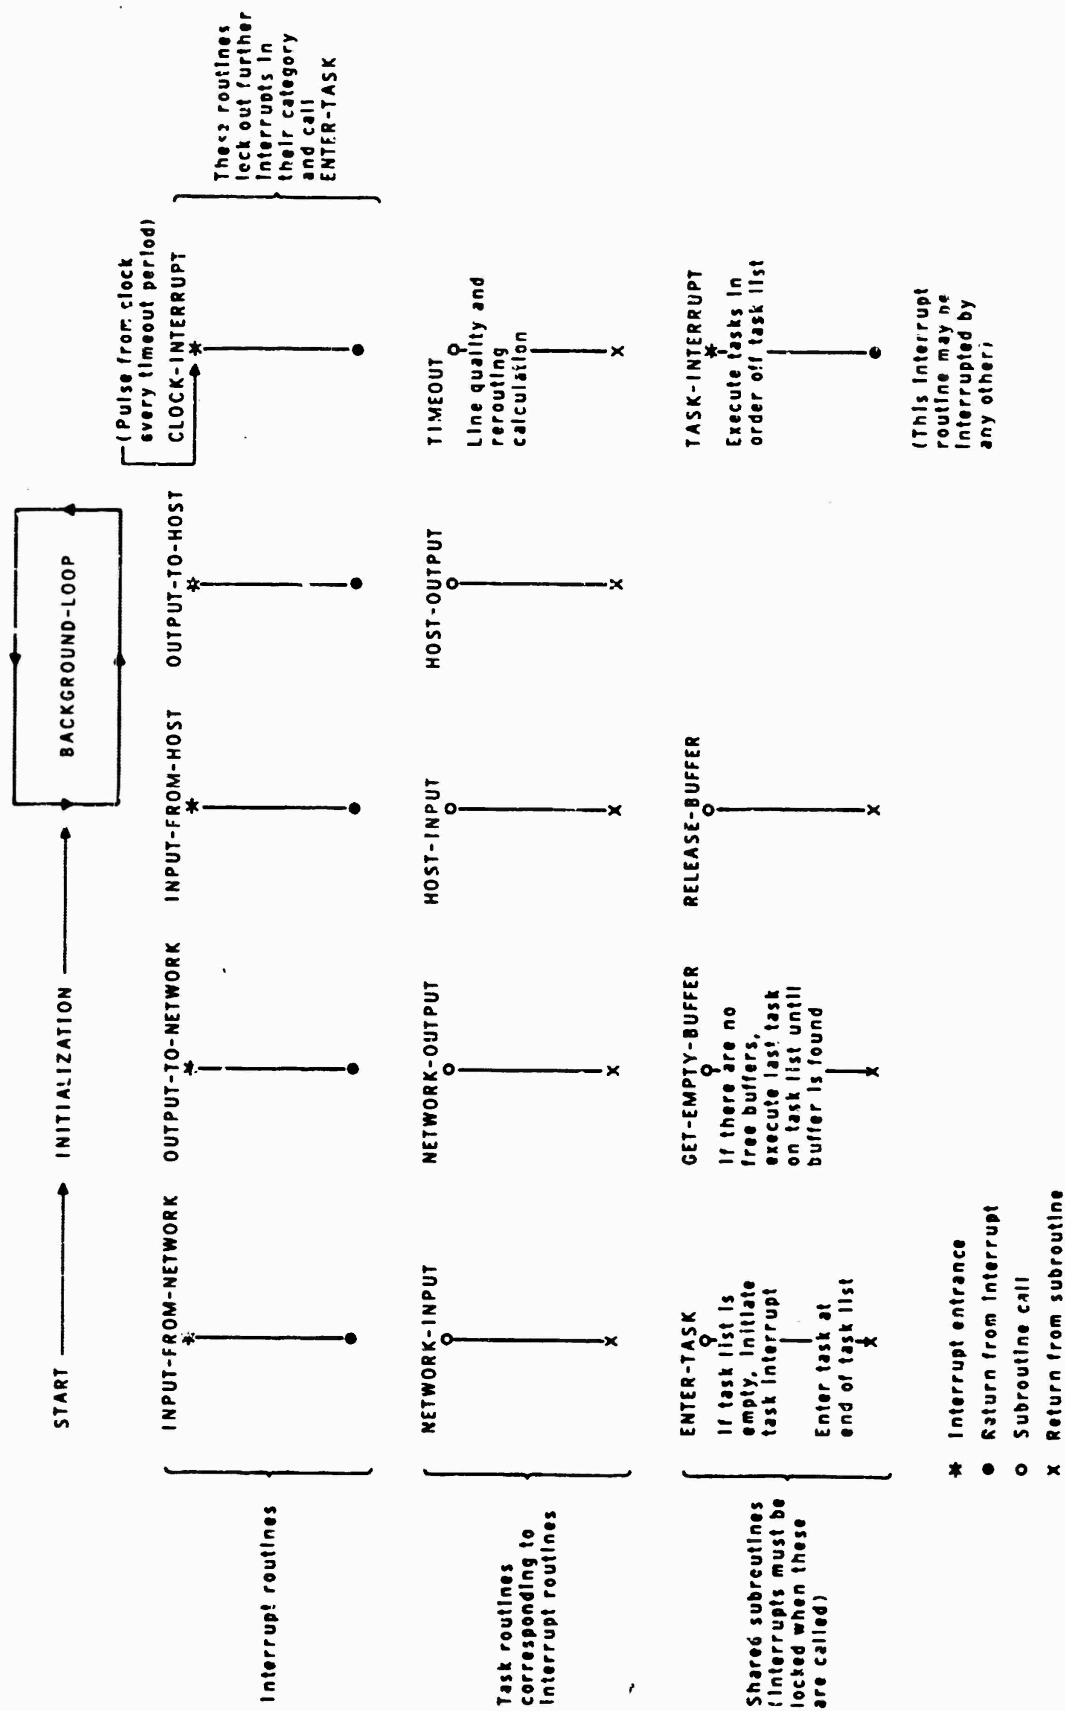 START INITIALIZATION BACKGROUND-LOOP
(Pulse from clock
every timeout period)
INPUT-FROM-NETWORK OUTPUT-TO-NETWORK INPUT-FROM-HOST OUTPUT-TO-HOST CLOCK-INTERRUPT
Interrupt routines
These routines
lock out further
interrupts in
their category
and call
ENTER-TASK
Task routines
corresponding to
interrupt routines
NETWORK-INPUT NETWORK-OUTPUT HOST-INPUT HOST-OUTPUT TIMEOUT
Line quality and
rerouting
calculation
Shared subroutines
(Interrupts must be
locked when these
are called)
ENTER-TASK
If task list is
empty, initiate
task interrupt
Enter task at
end of task list
GET-EMPTY-BUFFER
If there are no
free buffers,
execute last task
on task list until
buffer is found
RELEASE-BUFFER
TASK-INTERRUPT
Execute tasks in
order off task list
(This interrupt
routine may be
interrupted by
any other)
* Interrupt entrance
● Return from interrupt
o Subroutine call
x Return from subroutine